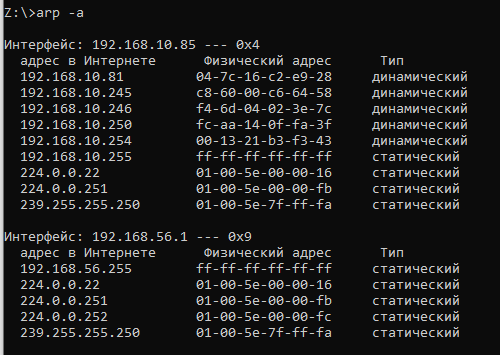 Z:\>arp -a
Интерфейс: 192.168.10.85 --- 0x4
адрес в Интернете Физический адрес Тип
192.168.10.81 04-7c-16-c2-e9-28 динамический
192.168.10.245 c8-60-00-c6-64-58 динамический
192.168.10.246 f4-6d-04-02-3e-7c динамический
192.168.10.250 fc-aa-14-0f-fa-3f динамический
192.168.10.254 00-13-21-b3-f3-43 динамический
192.168.10.255 ff-ff-ff-ff-ff-ff статический
224.0.0.22 01-00-5e-00-00-16 статический
224.0.0.251 01-00-5e-00-00-fb статический
239.255.255.250 01-00-5e-7f-ff-fa статический
Интерфейс: 192.168.56.1 --- 0x9
адрес в Интернете Физический адрес Тип
192.168.56.255 ff-ff-ff-ff-ff-ff статический
224.0.0.22 01-00-5e-00-00-16 статический
224.0.0.251 01-00-5e-00-00-fb статический
224.0.0.252 01-00-5e-00-00-fc статический
239.255.255.250 01-00-5e-7f-ff-fa статический